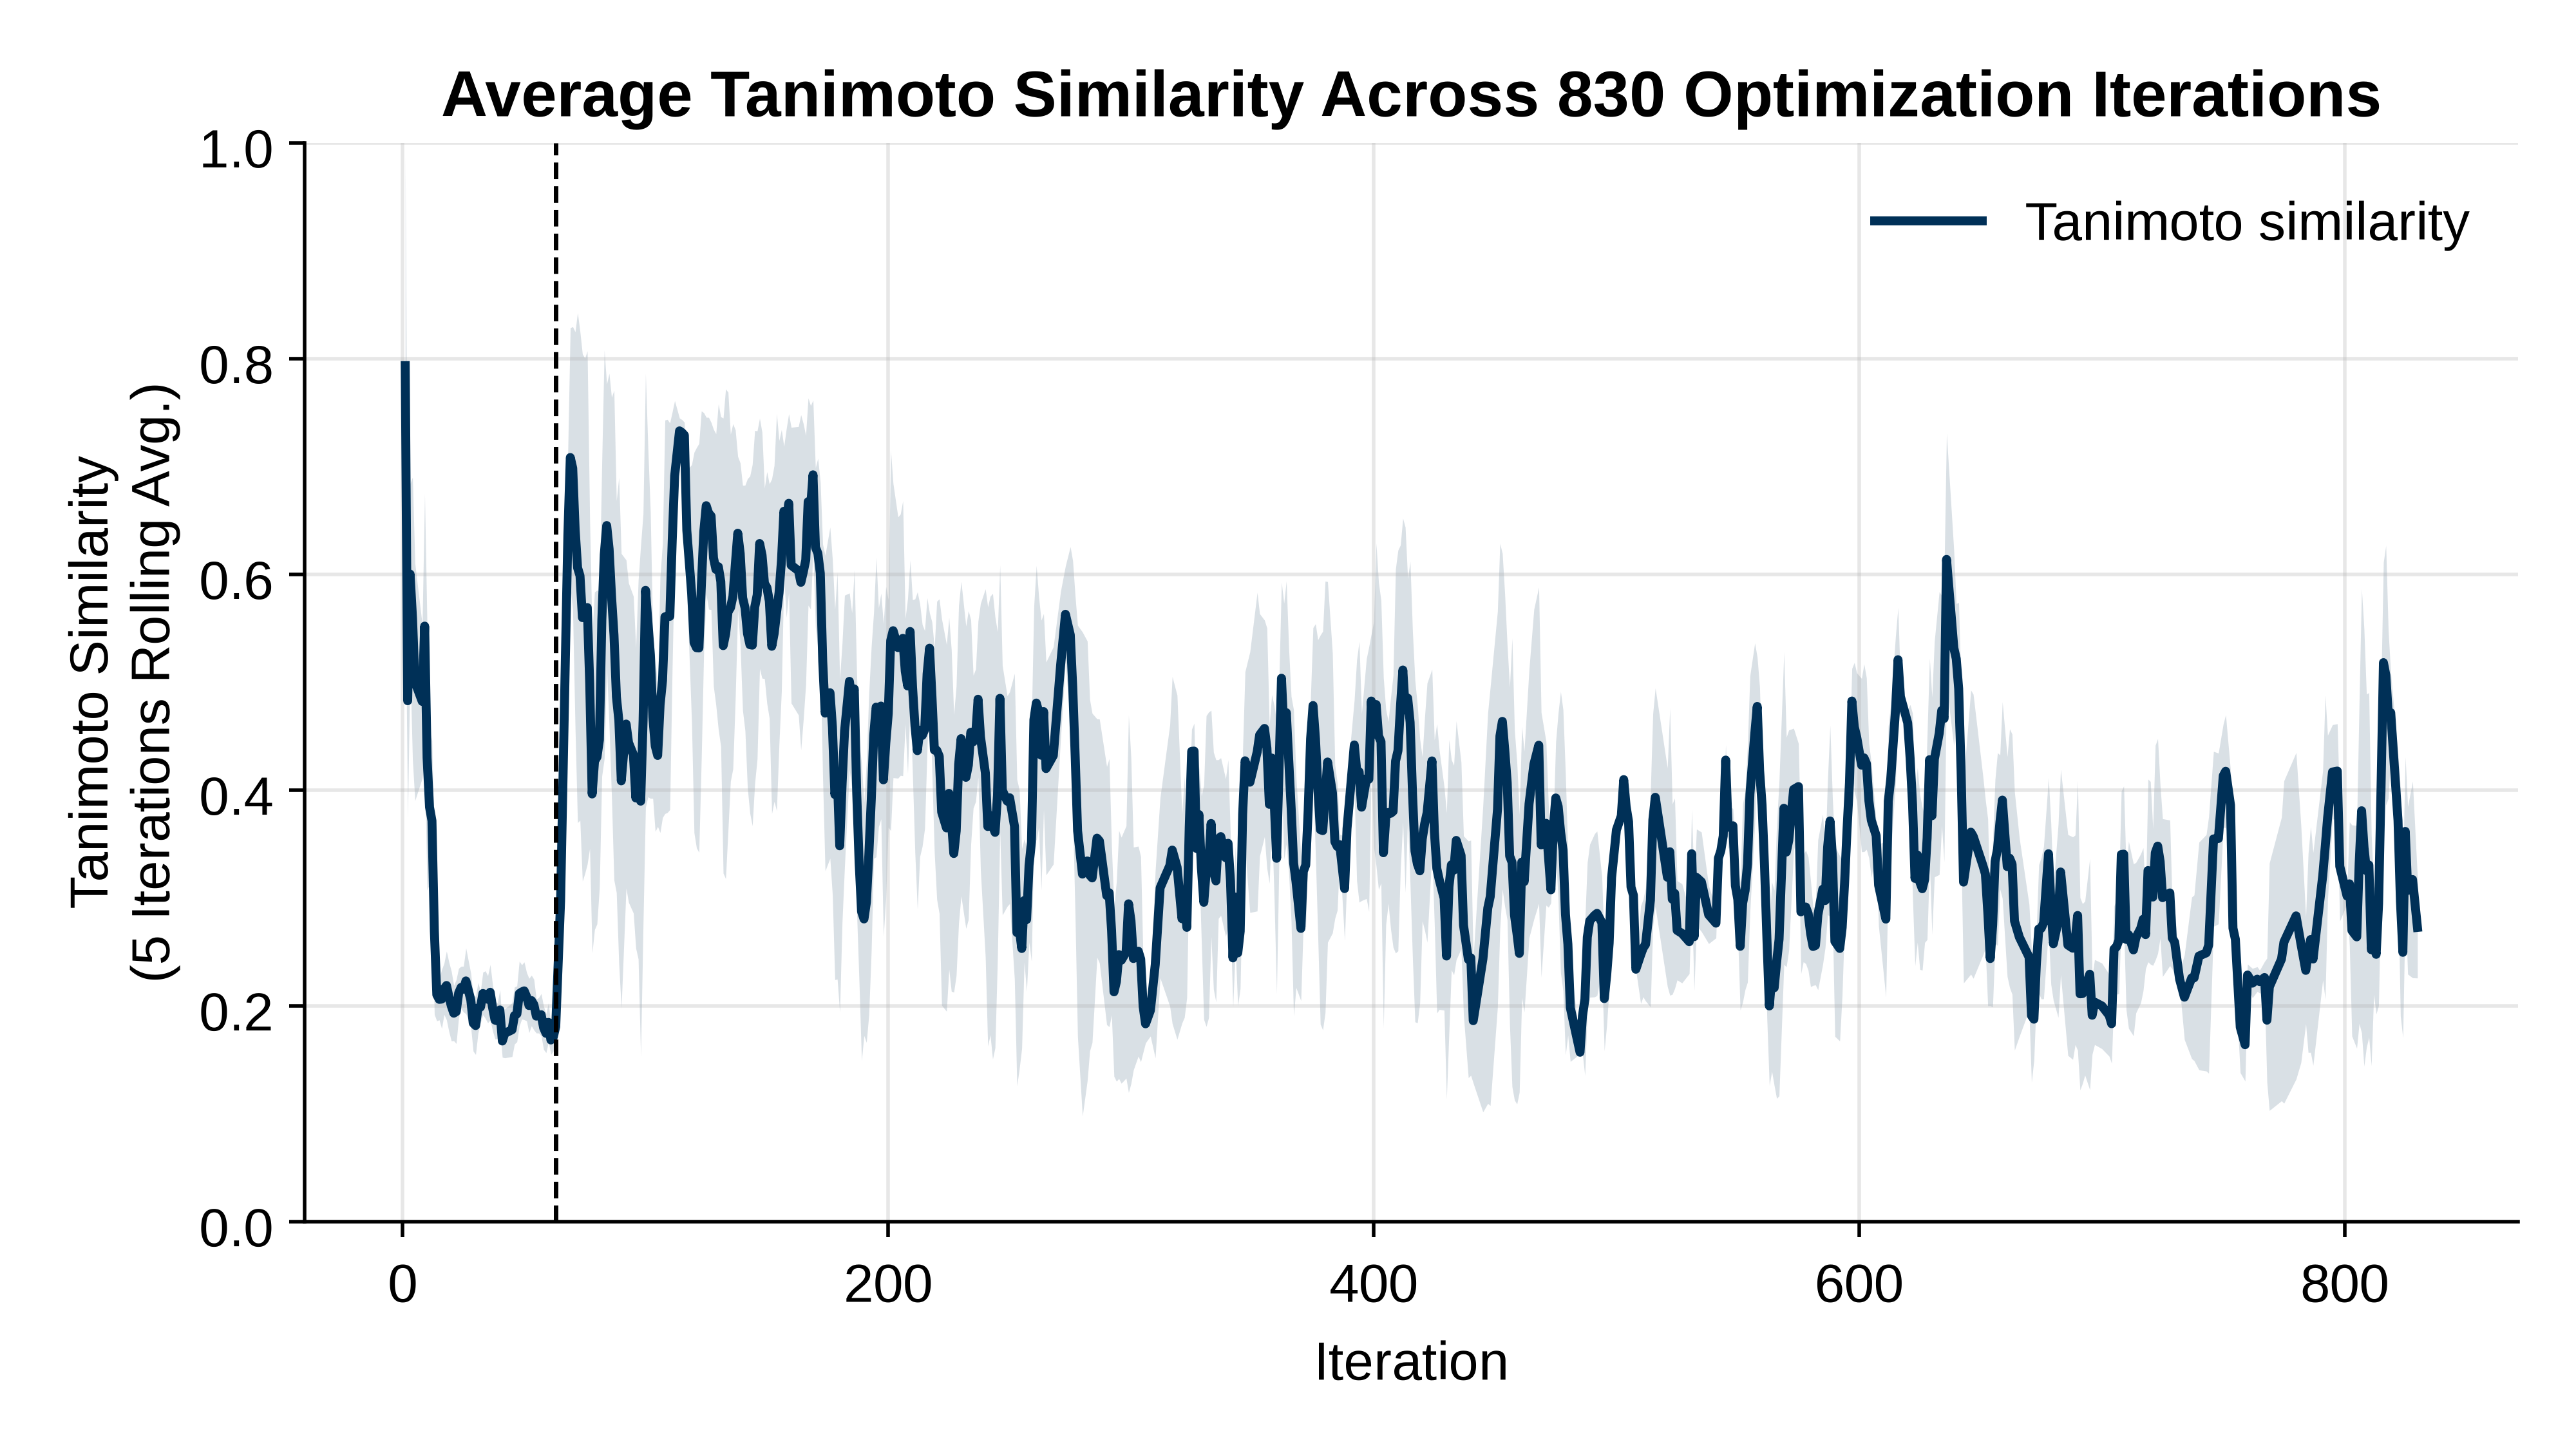 Average Tanimoto Similarity Across 830 Optimization Iterations
Tanimoto similarity
Tanimoto Similarity
(5 Iterations Rolling Avg.)
1.0
0.8
0.6
0.4
0.2
0.0
0
200
400
600
800
Iteration